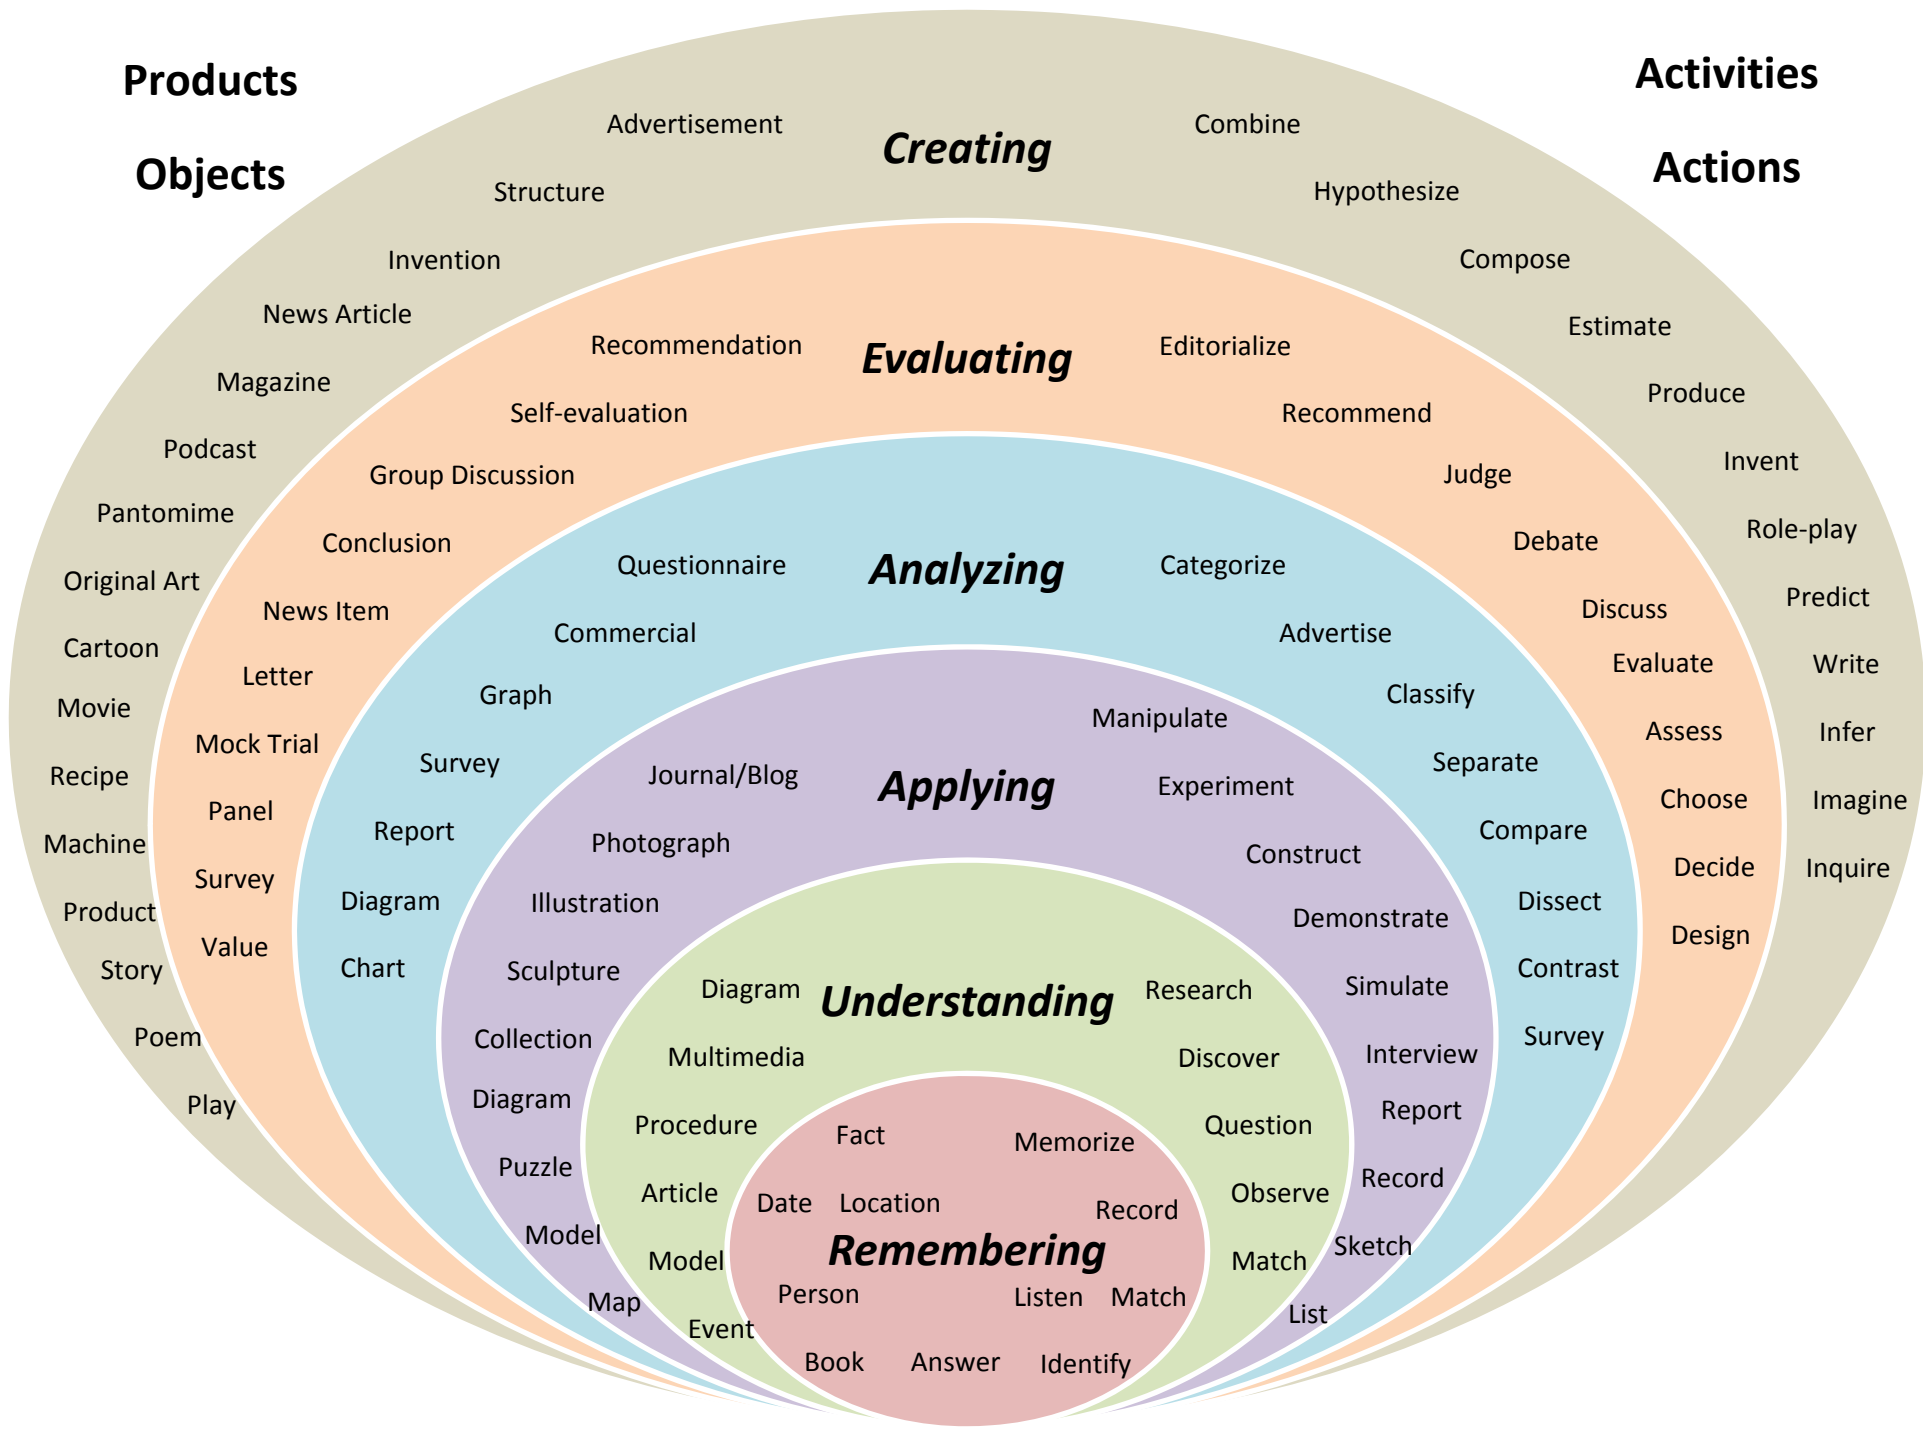 Products
Objects
Activities
Actions
Creating
Advertisement
Structure
Invention
News Article
Magazine
Podcast
Pantomime
Original Art
Cartoon
Movie
Recipe
Machine
Product
Story
Poem
Play
Combine
Hypothesize
Compose
Estimate
Produce
Invent
Role-play
Predict
Write
Infer
Imagine
Inquire
Evaluating
Recommendation
Self-evaluation
Group Discussion
Conclusion
News Item
Letter
Mock Trial
Panel
Survey
Value
Editorialize
Recommend
Judge
Debate
Discuss
Evaluate
Assess
Choose
Decide
Design
Analyzing
Questionnaire
Commercial
Graph
Survey
Report
Diagram
Chart
Categorize
Advertise
Classify
Separate
Compare
Dissect
Contrast
Survey
Applying
Journal/Blog
Photograph
Illustration
Sculpture
Collection
Diagram
Puzzle
Model
Map
Manipulate
Experiment
Construct
Demonstrate
Simulate
Interview
Report
Record
Sketch
List
Understanding
Diagram
Multimedia
Procedure
Article
Model
Event
Research
Discover
Question
Observe
Match
Remembering
Fact
Date
Location
Person
Book
Answer
Memorize
Record
Listen
Match
Identify